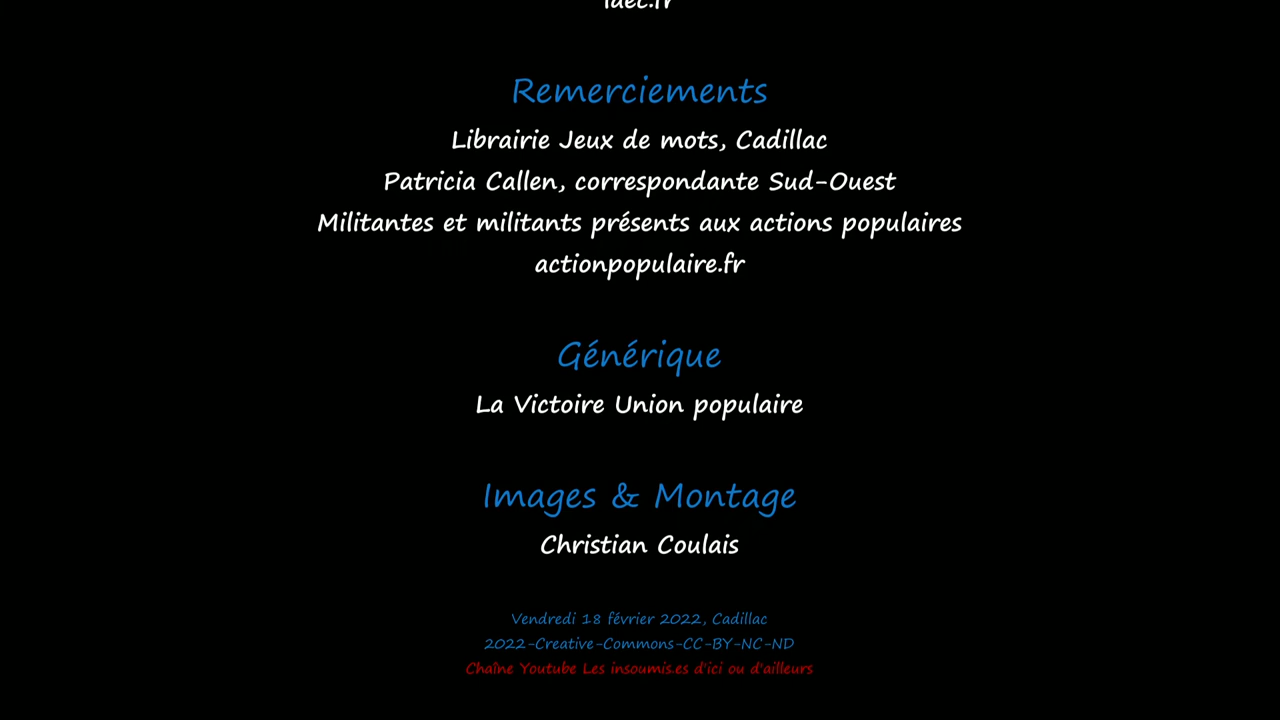 laec.fr
Remerciements
Librairie Jeux de mots, Cadillac
Patricia Callen, correspondante Sud-Ouest
Militantes et militants présents aux actions populaires
actionpopulaire.fr
Générique
La Victoire Union populaire
Images & Montage
Christian Coulais
Vendredi 18 février 2022, Cadillac
2022-Creative-Commons-CC-BY-NC-ND
Chaîne Youtube Les insoumis.es d'ici ou d'ailleurs